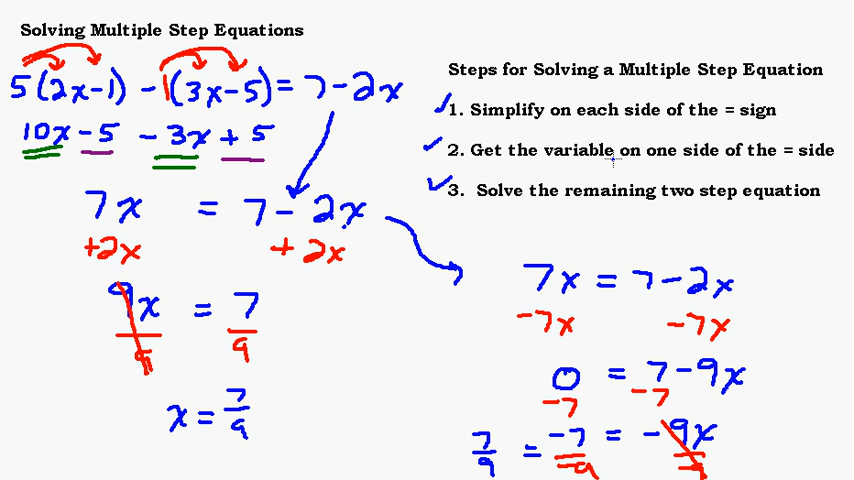 Solving Multiple Step Equations
5(2x-1) -1(3x-5) = 7-2x
10x - 5 - 3x + 5
7x = 7 - 2x
+2x + 2x
9x = 7
9 9
x = 7/9
Steps for Solving a Multiple Step Equation
✓1. Simplify on each side of the = sign
✓2. Get the variable on one side of the = side
✓3. Solve the remaining two step equation
7x = 7-2x
-7x -7x
0 = 7-9x
-7 -7
7/9 = -7 = -9x
-9 -9